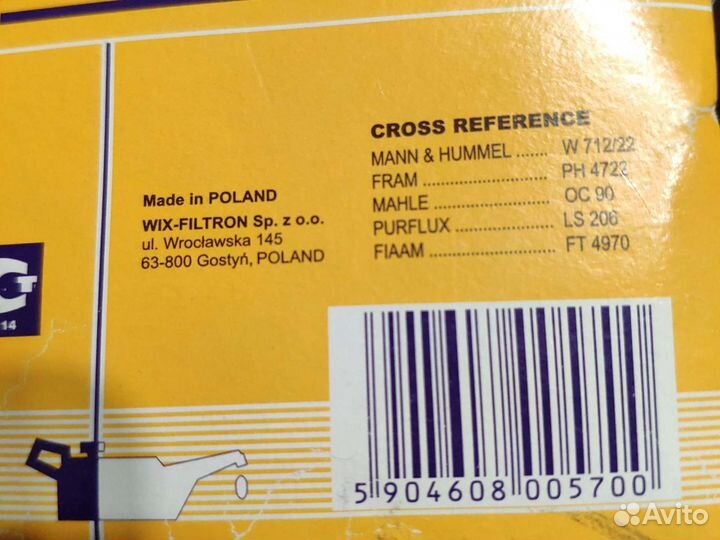 CROSS REFERENCE
MANN & HUMMEL ....... W 712/22
FRAM ............................ PH 4722
MAHLE .......................... OC 90
PURFLUX ...................... LS 206
FIAAM ............................ FT 4970
Made in POLAND
WIX-FILTRON Sp. z o.o.
ul. Wrocławska 145
63-800 Gostyń, POLAND
14
5 904608 005700
Avito